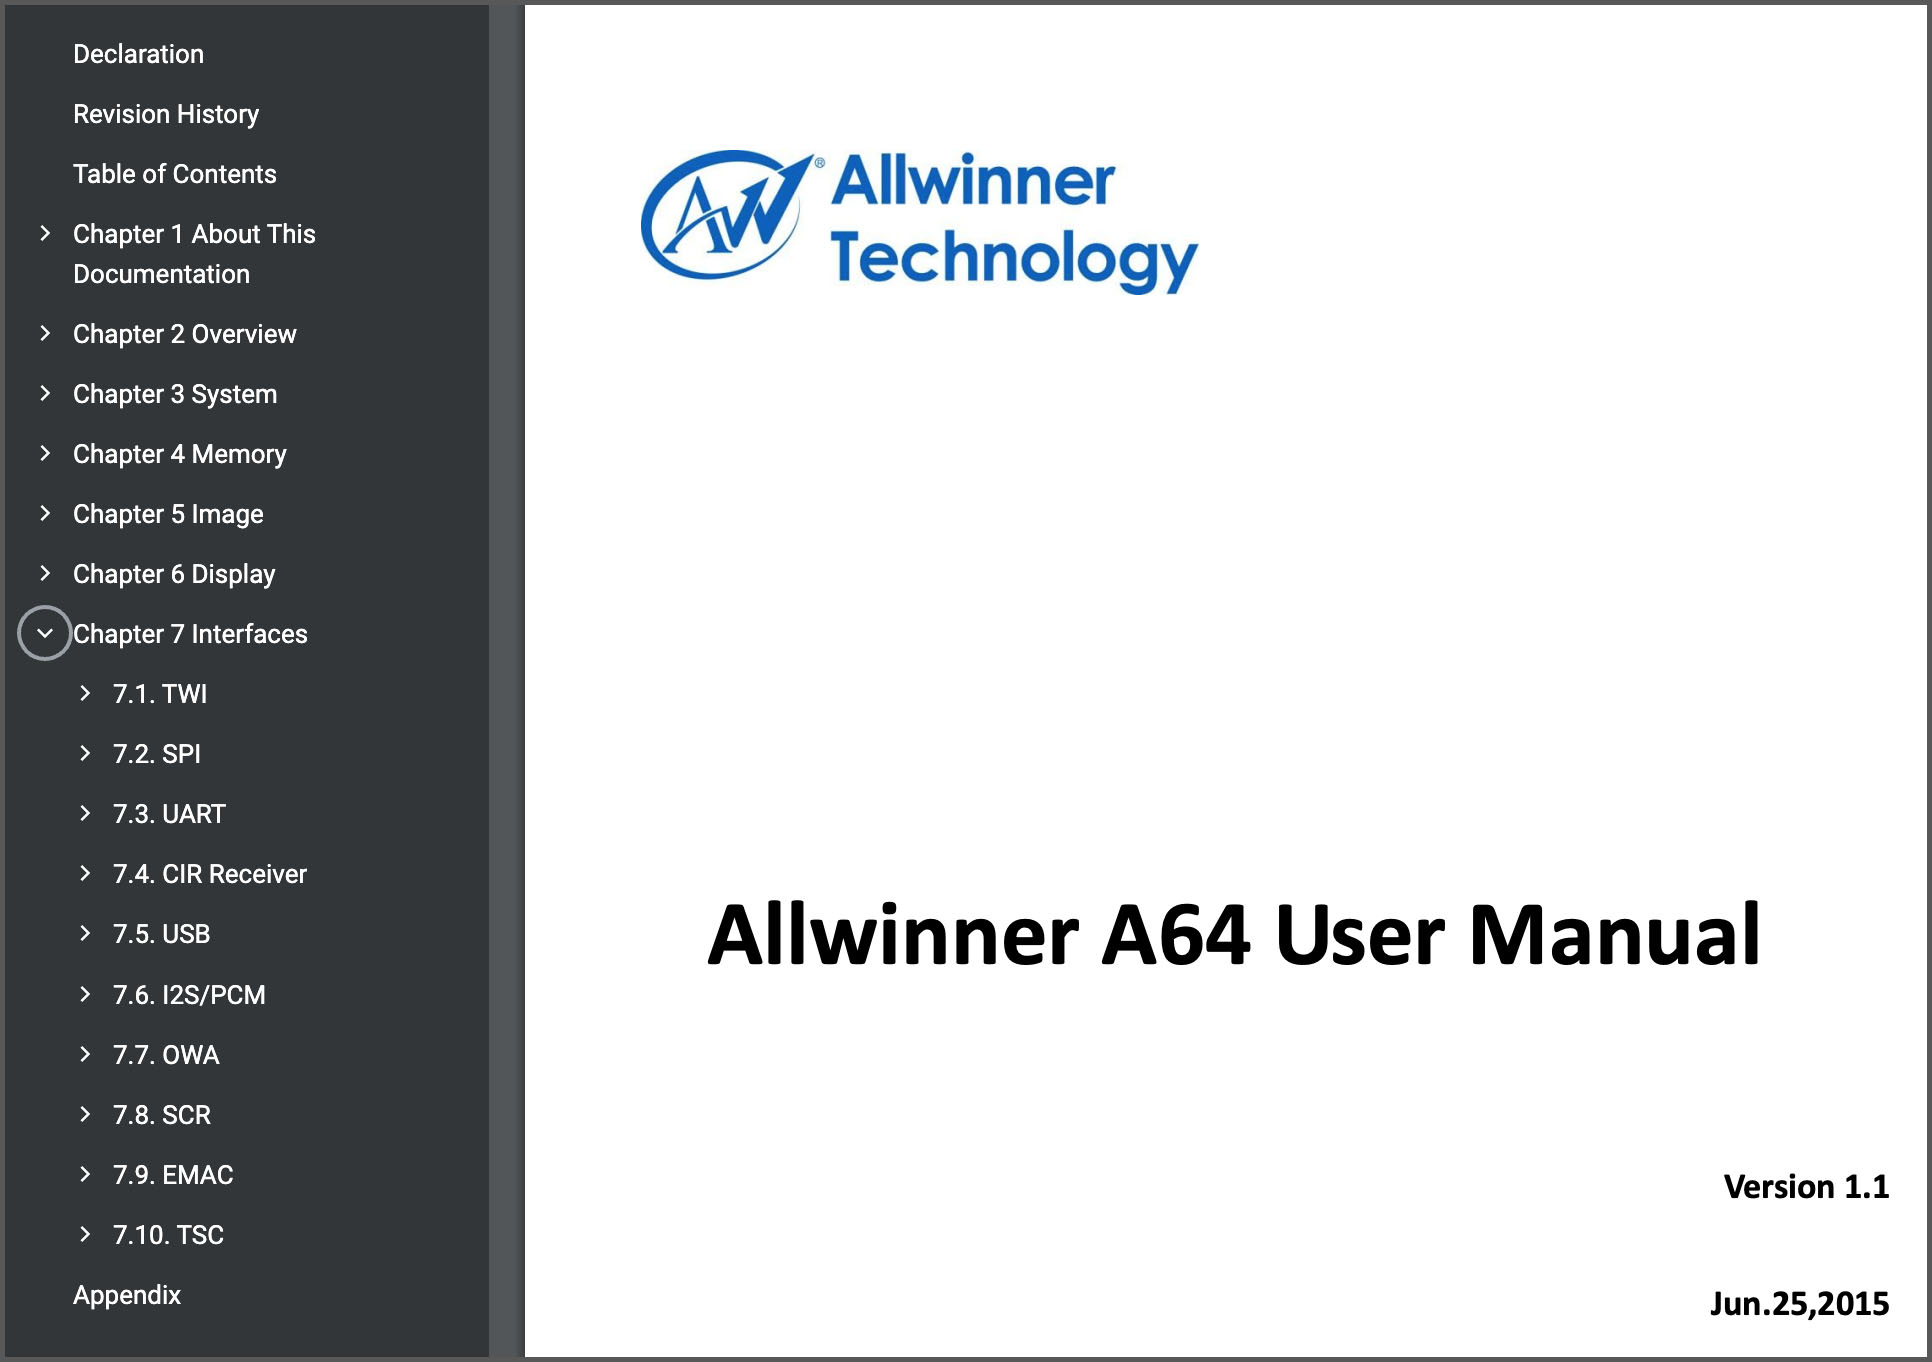 Declaration
Revision History
Table of Contents
Chapter 1 About This
Documentation
Chapter 2 Overview
Chapter 3 System
Chapter 4 Memory
Chapter 5 Image
Chapter 6 Display
Chapter 7 Interfaces
7.1. TWI
7.2. SPI
7.3. UART
7.4. CIR Receiver
7.5. USB
7.6. I2S/PCM
7.7. OWA
7.8. SCR
7.9. EMAC
7.10. TSC
Appendix
AW® Allwinner
Technology
Allwinner A64 User Manual
Version 1.1
Jun.25,2015